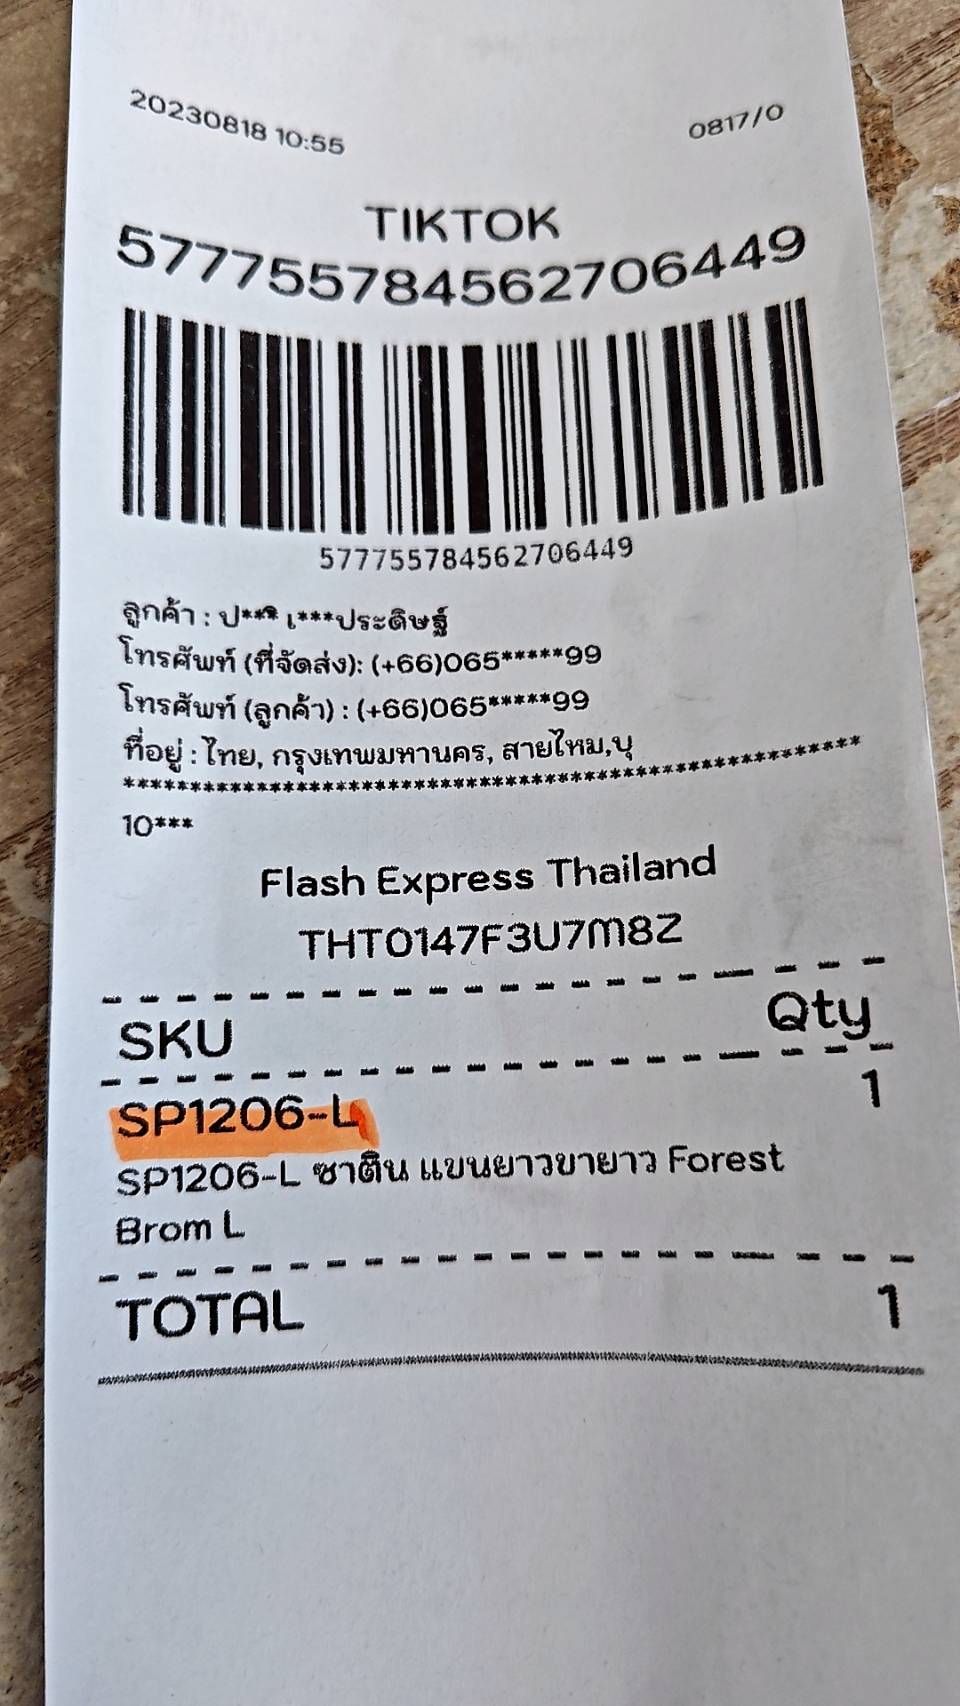 20230818 10:55
0817/0
TIKTOK
577755784562706449
577755784562706449
ลูกค้า : ป*** เ***ประดิษฐ์
โทรศัพท์ (ที่จัดส่ง): (+66)065*****99
โทรศัพท์ (ลูกค้า) : (+66)065*****99
ที่อยู่ : ไทย, กรุงเทพมหานคร, สายไหม,บุ
10***
Flash Express Thailand
THT0147F3U7M8Z
SKU Qty
SP1206-L 1
SP1206-L ซาติน แขนยาวขายาว Forest
Brom L
TOTAL 1